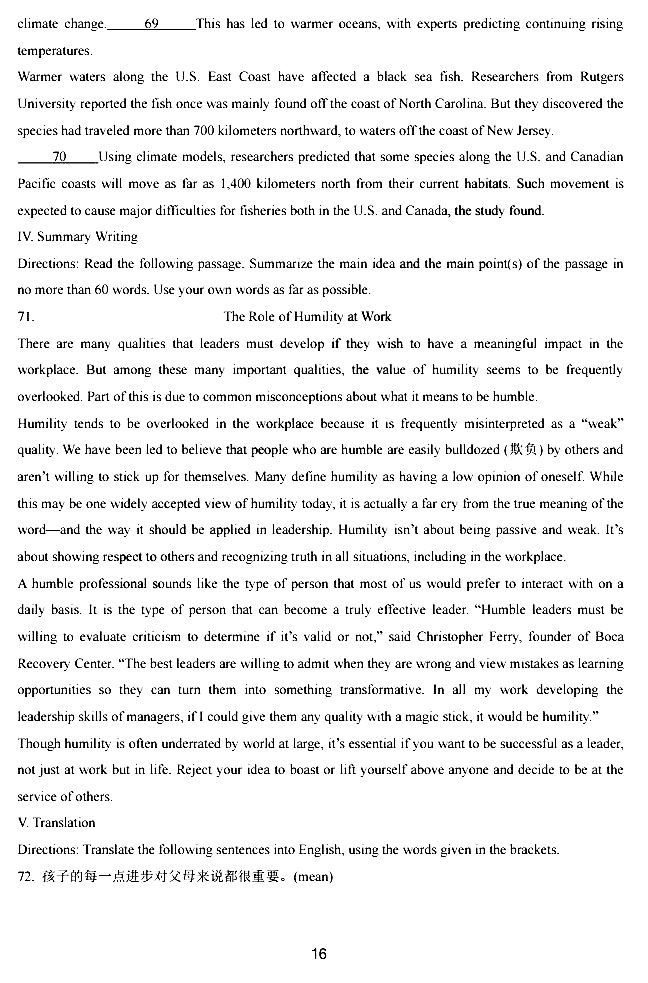 climate change. 69 This has led to warmer oceans, with experts predicting continuing rising
temperatures.
Warmer waters along the U.S. East Coast have affected a black sea fish. Researchers from Rutgers
University reported the fish once was mainly found off the coast of North Carolina. But they discovered the
species had traveled more than 700 kilometers northward, to waters off the coast of New Jersey.
70 Using climate models, researchers predicted that some species along the U.S. and Canadian
Pacific coasts will move as far as 1,400 kilometers north from their current habitats. Such movement is
expected to cause major difficulties for fisheries both in the U.S. and Canada, the study found.
IV. Summary Writing
Directions: Read the following passage. Summarize the main idea and the main point(s) of the passage in
no more than 60 words. Use your own words as far as possible.
71. The Role of Humility at Work
There are many qualities that leaders must develop if they wish to have a meaningful impact in the
workplace. But among these many important qualities, the value of humility seems to be frequently
overlooked. Part of this is due to common misconceptions about what it means to be humble.
Humility tends to be overlooked in the workplace because it is frequently misinterpreted as a “weak”
quality. We have been led to believe that people who are humble are easily bulldozed (欺负) by others and
aren’t willing to stick up for themselves. Many define humility as having a low opinion of oneself. While
this may be one widely accepted view of humility today, it is actually a far cry from the true meaning of the
word—and the way it should be applied in leadership. Humility isn’t about being passive and weak. It’s
about showing respect to others and recognizing truth in all situations, including in the workplace.
A humble professional sounds like the type of person that most of us would prefer to interact with on a
daily basis. It is the type of person that can become a truly effective leader. “Humble leaders must be
willing to evaluate criticism to determine if it’s valid or not,” said Christopher Ferry, founder of Boca
Recovery Center. “The best leaders are willing to admit when they are wrong and view mistakes as learning
opportunities so they can turn them into something transformative. In all my work developing the
leadership skills of managers, if I could give them any quality with a magic stick, it would be humility.”
Though humility is often underrated by world at large, it’s essential if you want to be successful as a leader,
not just at work but in life. Reject your idea to boast or lift yourself above anyone and decide to be at the
service of others.
V. Translation
Directions: Translate the following sentences into English, using the words given in the brackets.
72. 孩子的每一点进步对父母来说都很重要。(mean)
16